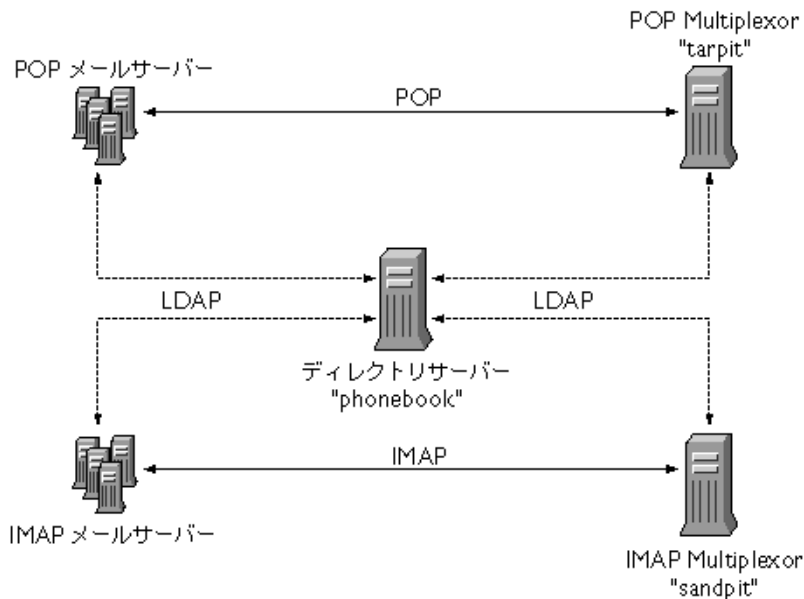 POP Multiplexor
"tarpit"
POP メールサーバー
POP
LDAP
LDAP
ディレクトリサーバー
"phonebook"
IMAP
IMAP メールサーバー
IMAP Multiplexor
"sandpit"